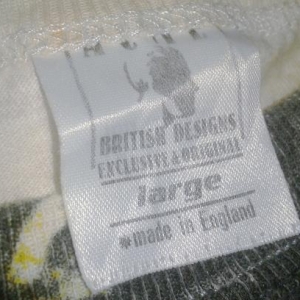 BRITISH DESIGNS
EXCLUSIVE & ORIGINAL
large
*made in England